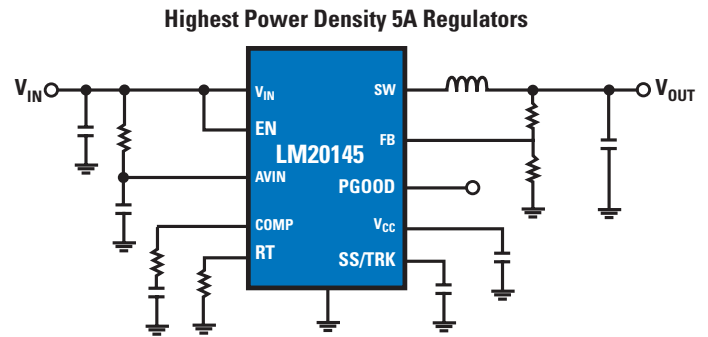 Highest Power Density 5A Regulators
VIN
VIN
SW
VOUT
EN
FB
LM20145
AVIN
PGOOD
COMP
VCC
RT
SS/TRK